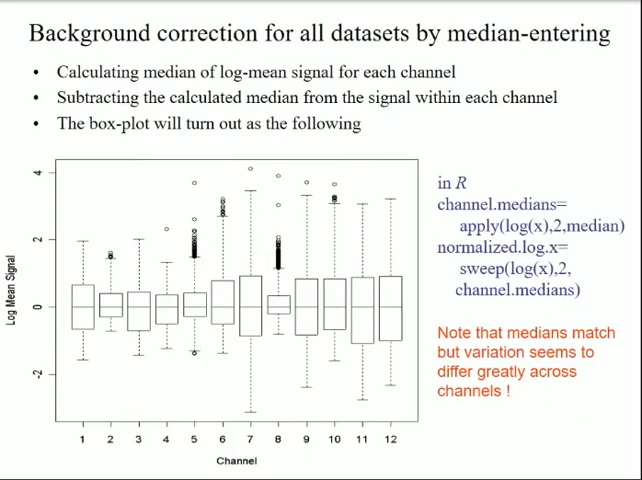 Background correction for all datasets by median-entering
• Calculating median of log-mean signal for each channel
• Subtracting the calculated median from the signal within each channel
• The box-plot will turn out as the following
4
2
0
-2
Log Mean Signal
1 2 3 4 5 6 7 8 9 10 11 12
Channel
in R
channel.medians=
apply(log(x),2,median)
normalized.log.x=
sweep(log(x),2,
channel.medians)
Note that medians match
but variation seems to
differ greatly across
channels !